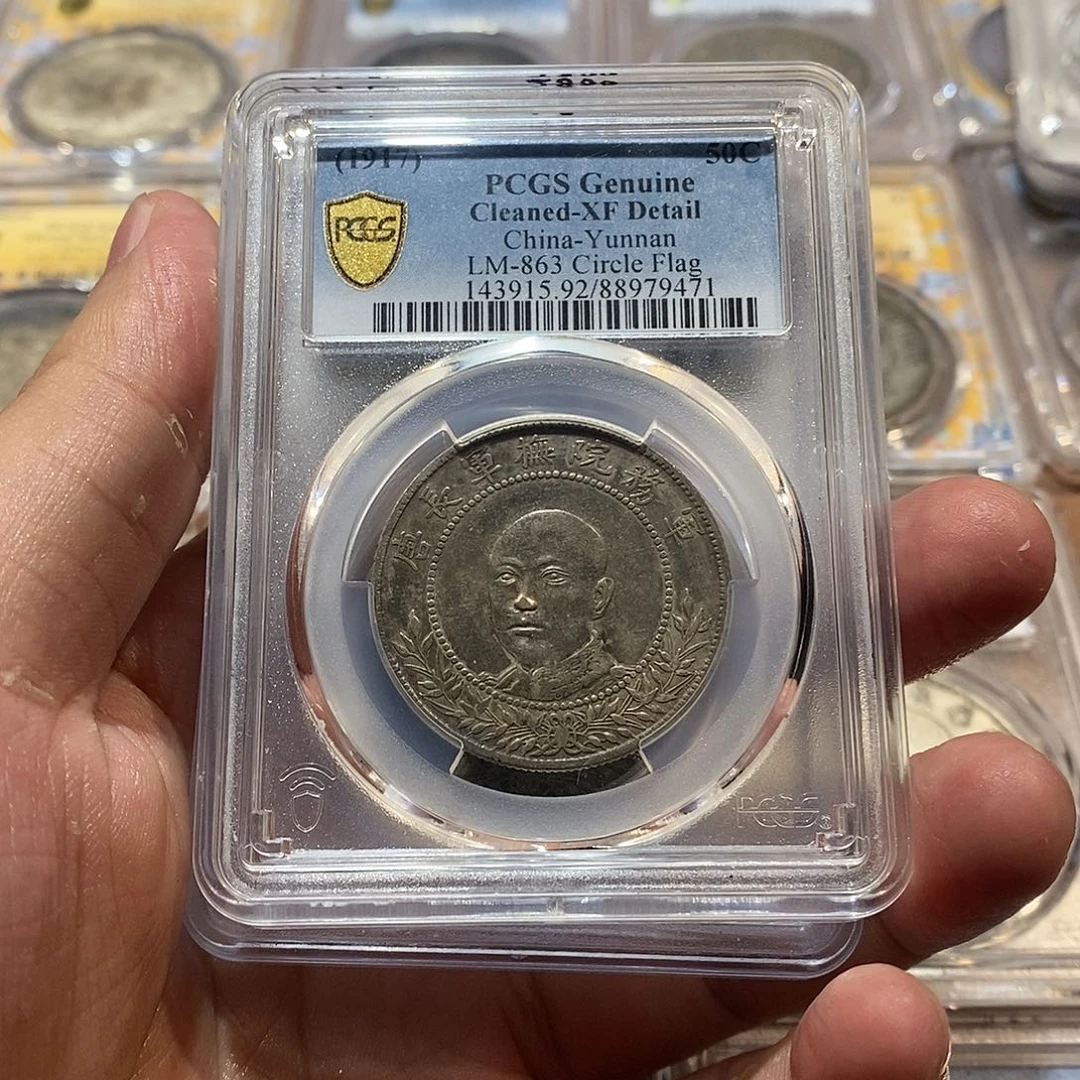 (1917) 50C
PCGS Genuine
Cleaned-XF Detail
China-Yunnan
LM-863 Circle Flag
143915.92/88979471
PCGS
軍務院撫軍長唐
PCGS